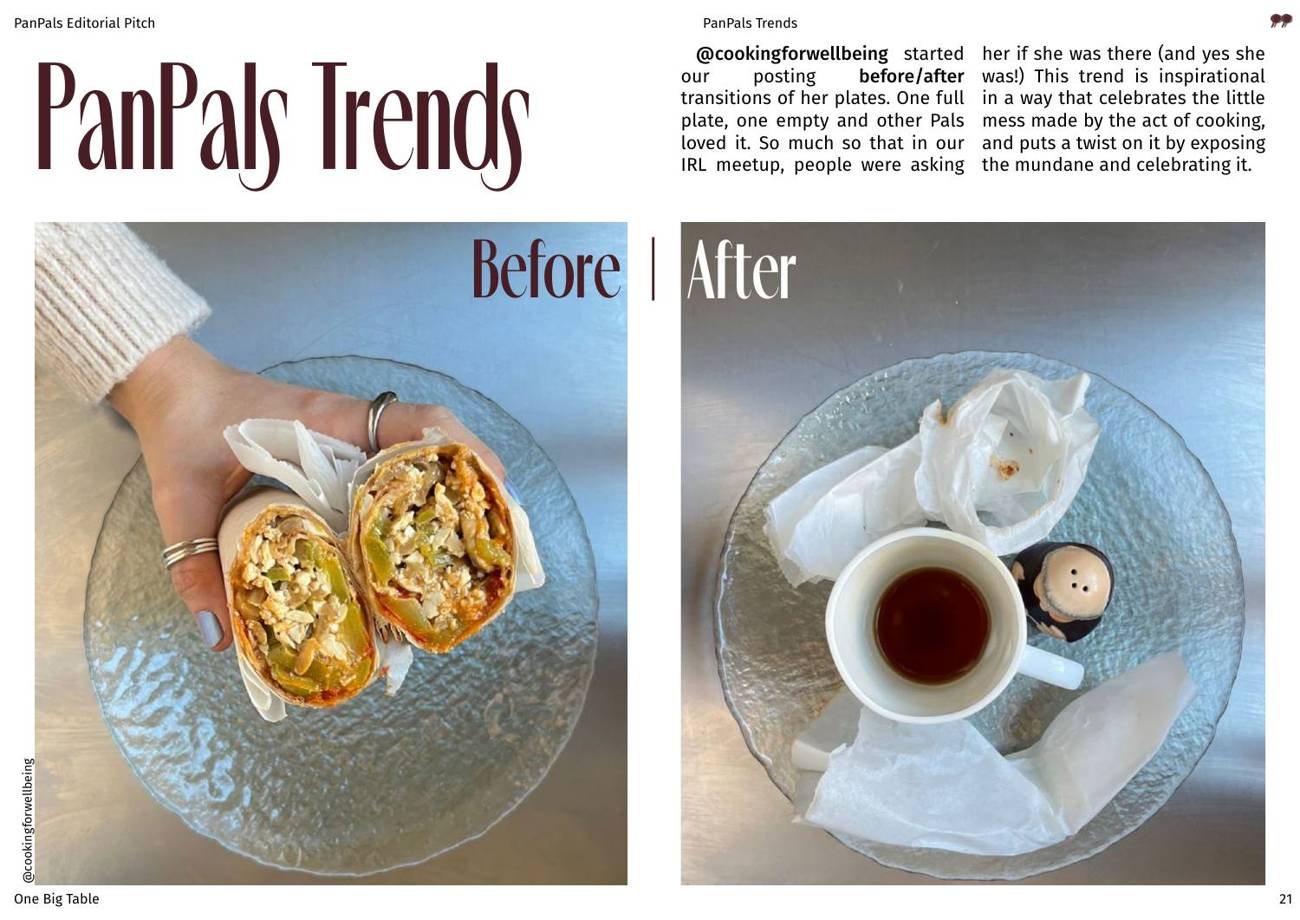 PanPals Editorial Pitch
PanPals Trends
PanPals Trends
@cookingforwellbeing started
our posting before/after
transitions of her plates. One full
plate, one empty and other Pals
loved it. So much so that in our
IRL meetup, people were asking
her if she was there (and yes she
was!) This trend is inspirational
in a way that celebrates the little
mess made by the act of cooking,
and puts a twist on it by exposing
the mundane and celebrating it.
Before | After
@cookingforwellbeing
One Big Table
21